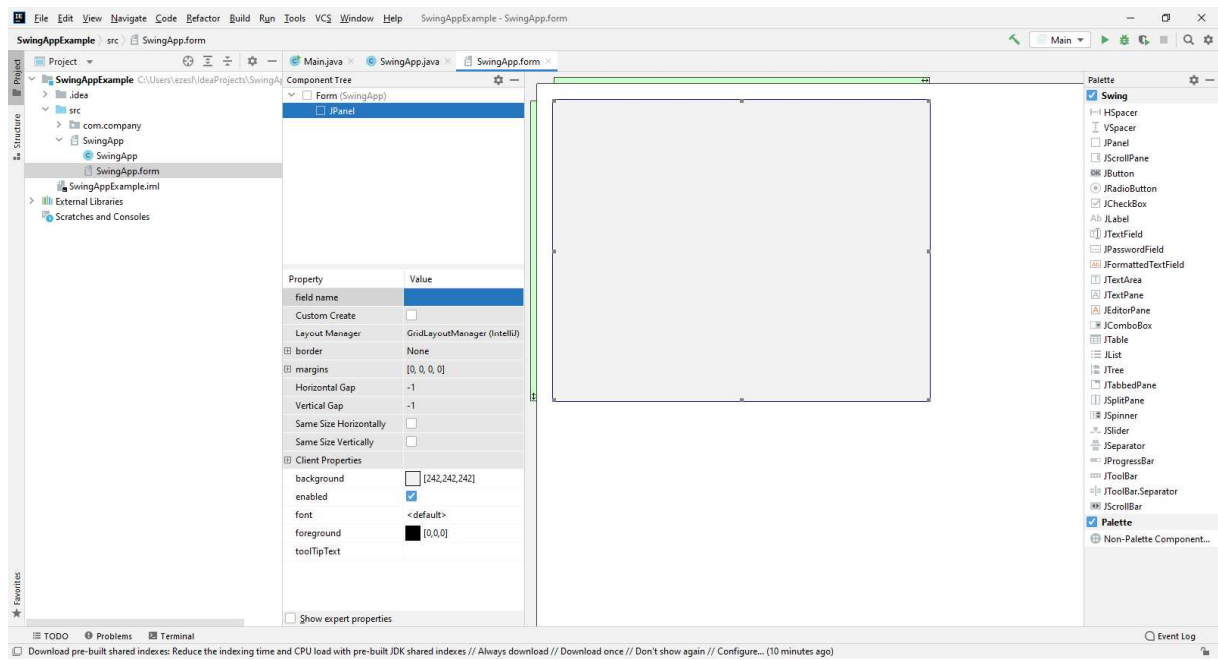 File Edit View Navigate Code Refactor Build Run Tools VCS Window Help SwingAppExample - SwingApp.form
SwingAppExample src SwingApp.form
Main
Project
Main.java
SwingApp.java
SwingApp.form
Project
Structure
Favorites
SwingAppExample C:\Users\ezesl\IdeaProjects\SwingA
.idea
src
com.company
SwingApp
SwingApp
SwingApp.form
SwingAppExample.iml
External Libraries
Scratches and Consoles
Component Tree
Form (SwingApp)
JPanel
Property Value
field name
Custom Create
Layout Manager GridLayoutManager (IntelliJ)
border None
margins [0, 0, 0, 0]
Horizontal Gap -1
Vertical Gap -1
Same Size Horizontally
Same Size Vertically
Client Properties
background [242,242,242]
enabled
font <default>
foreground [0,0,0]
toolTipText
Show expert properties
Palette
Swing
HSpacer
VSpacer
JPanel
JScrollPane
OK JButton
JRadioButton
JCheckBox
Ab JLabel
JTextField
JPasswordField
JFormattedTextField
JTextArea
JTextPane
JEditorPane
JComboBox
JTable
JList
JTree
JTabbedPane
JSplitPane
JSpinner
JSlider
JSeparator
JProgressBar
JToolBar
JToolBar.Separator
JScrollBar
Palette
Non-Palette Component...
TODO Problems Terminal
Event Log
Download pre-built shared indexes: Reduce the indexing time and CPU load with pre-built JDK shared indexes // Always download // Download once // Don't show again // Configure... (10 minutes ago)